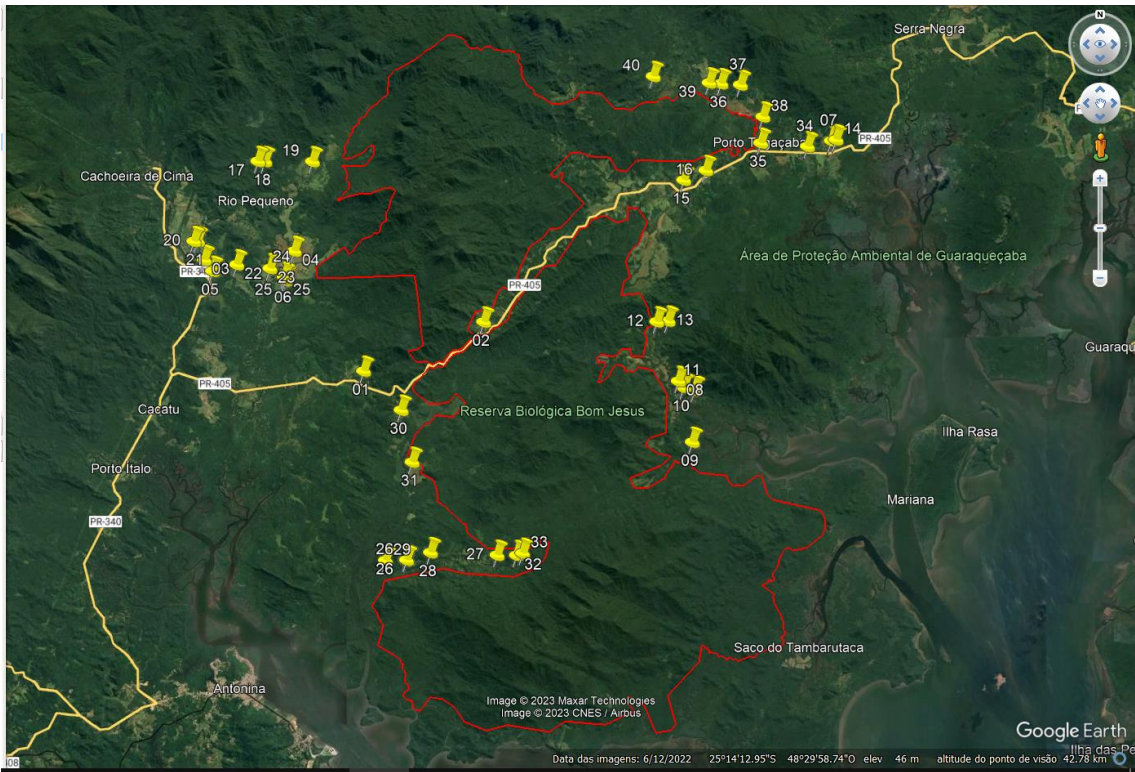 N
Serra Negra
40
37
39
36
38
07
14
34
Porto
PR-405
35
19
17
18
Cachoeira de Cima
Rio Pequeno
16
15
20
21
03
22
24
04
23
25
25
05
06
Área de Proteção Ambiental de Guaraqueçaba
PR-405
12
13
02
PR-405
01
11
08
10
Cacatu
30
Reserva Biológica Bom Jesus
Ilha Rasa
09
Porto Italo
31
Mariana
PR-340
26
29
26
28
27
33
32
Saco do Tambarutaca
Antonina
Image © 2023 Maxar Technologies
Image © 2023 CNES / Airbus
Google Earth
Data das imagens: 6/12/2022 25°14'12.95"S 48°29'58.74"O elev 46 m altitude do ponto de visão 42.78 km